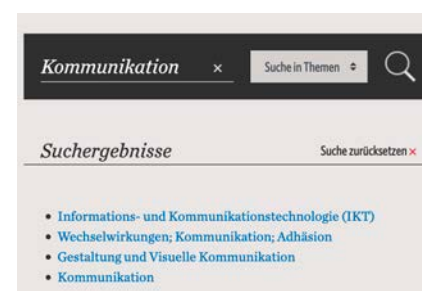 Kommunikation × Suche in Themen
Suchergebnisse Suche zurücksetzen ×
• Informations- und Kommunikationstechnologie (IKT)
• Wechselwirkungen; Kommunikation; Adhäsion
• Gestaltung und Visuelle Kommunikation
• Kommunikation